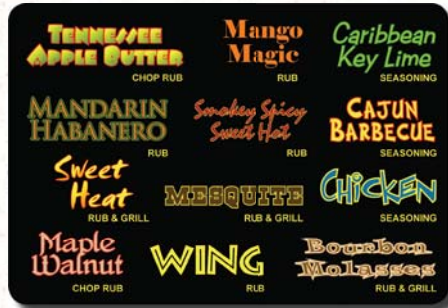 TENNESSEE
APPLE BUTTER
CHOP RUB
Mango
Magic
RUB
Caribbean
Key Lime
SEASONING
MANDARIN
HABANERO
RUB
Smokey Spicy
Sweet Hot
RUB
CAJUN
BARBECUE
SEASONING
Sweet
Heat
RUB & GRILL
MESQUITE
RUB & GRILL
CHICKEN
SEASONING
Maple
Walnut
CHOP RUB
WING
RUB
Bourbon
Molasses
RUB & GRILL